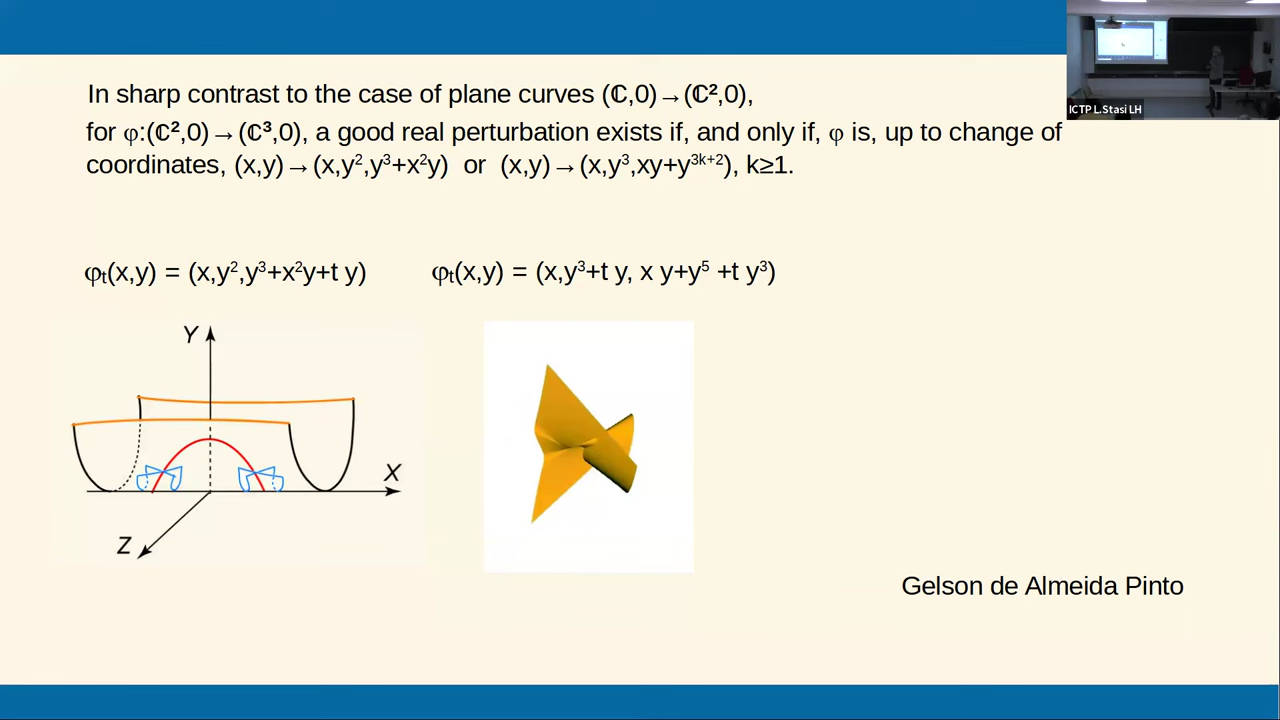 In sharp contrast to the case of plane curves (ℂ,0)→(ℂ²,0),
for φ:(ℂ²,0)→(ℂ³,0), a good real perturbation exists if, and only if, φ is, up to change of
coordinates, (x,y)→(x,y²,y³+x²y) or (x,y)→(x,y³,xy+y³ᵏ⁺²), k≥1.
φₜ(x,y) = (x,y²,y³+x²y+t y) φₜ(x,y) = (x,y³+t y, x y+y⁵ +t y³)
Y
X
Z
Gelson de Almeida Pinto
ICTP L.Stasi LH